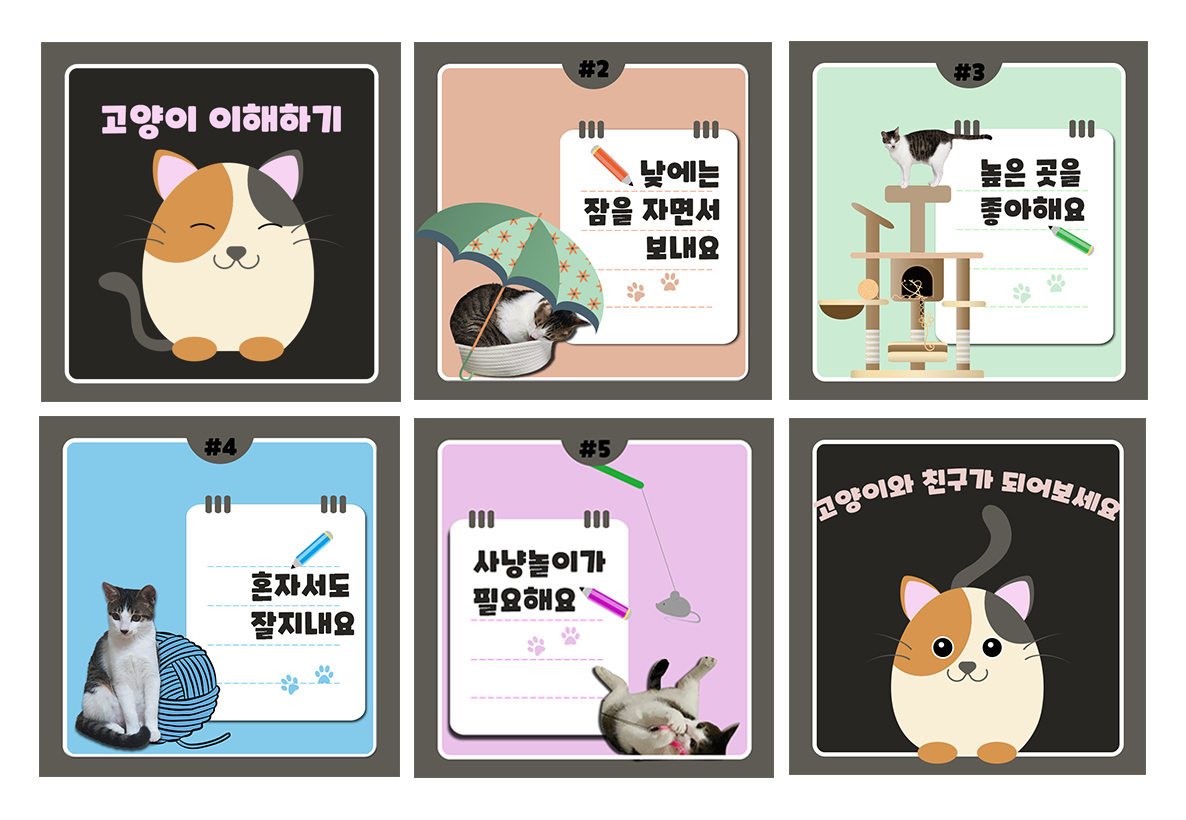 고양이 이해하기
#2
낮에는
잠을 자면서
보내요
#3
높은 곳을
좋아해요
#4
혼자서도
잘지내요
#5
사냥놀이가
필요해요
고양이와 친구가 되어보세요